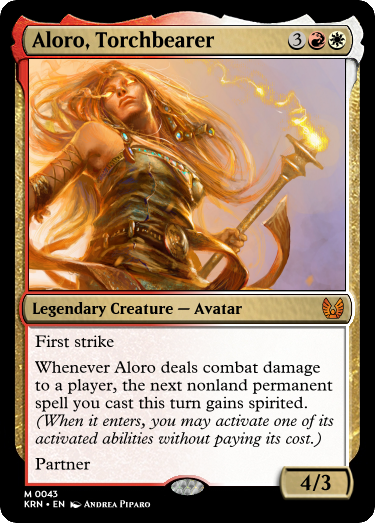 Aloro, Torchbearer 3
Legendary Creature — Avatar
First strike
Whenever Aloro deals combat damage
to a player, the next nonland permanent
spell you cast this turn gains spirited.
(When it enters, you may activate one of its
activated abilities without paying its cost.)
Partner
4/3
M 0043
KRN • EN Andrea Piparo